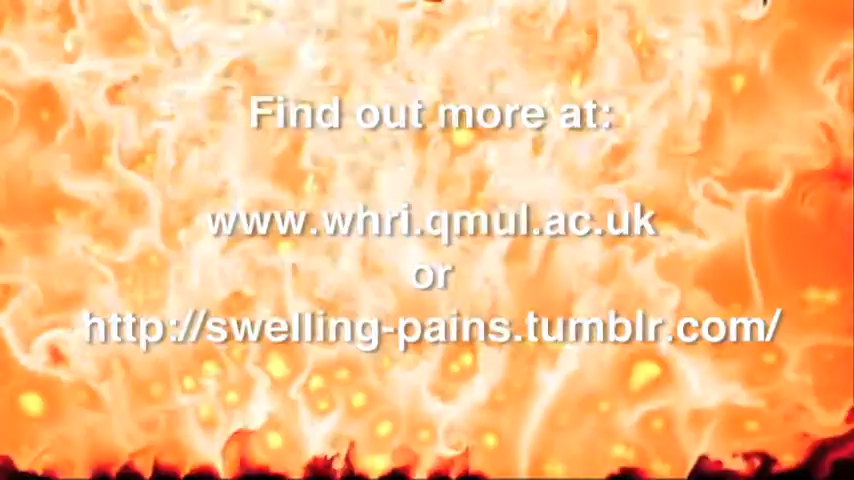 Find out more at:
www.whri.qmul.ac.uk
or
http://swelling-pains.tumblr.com/